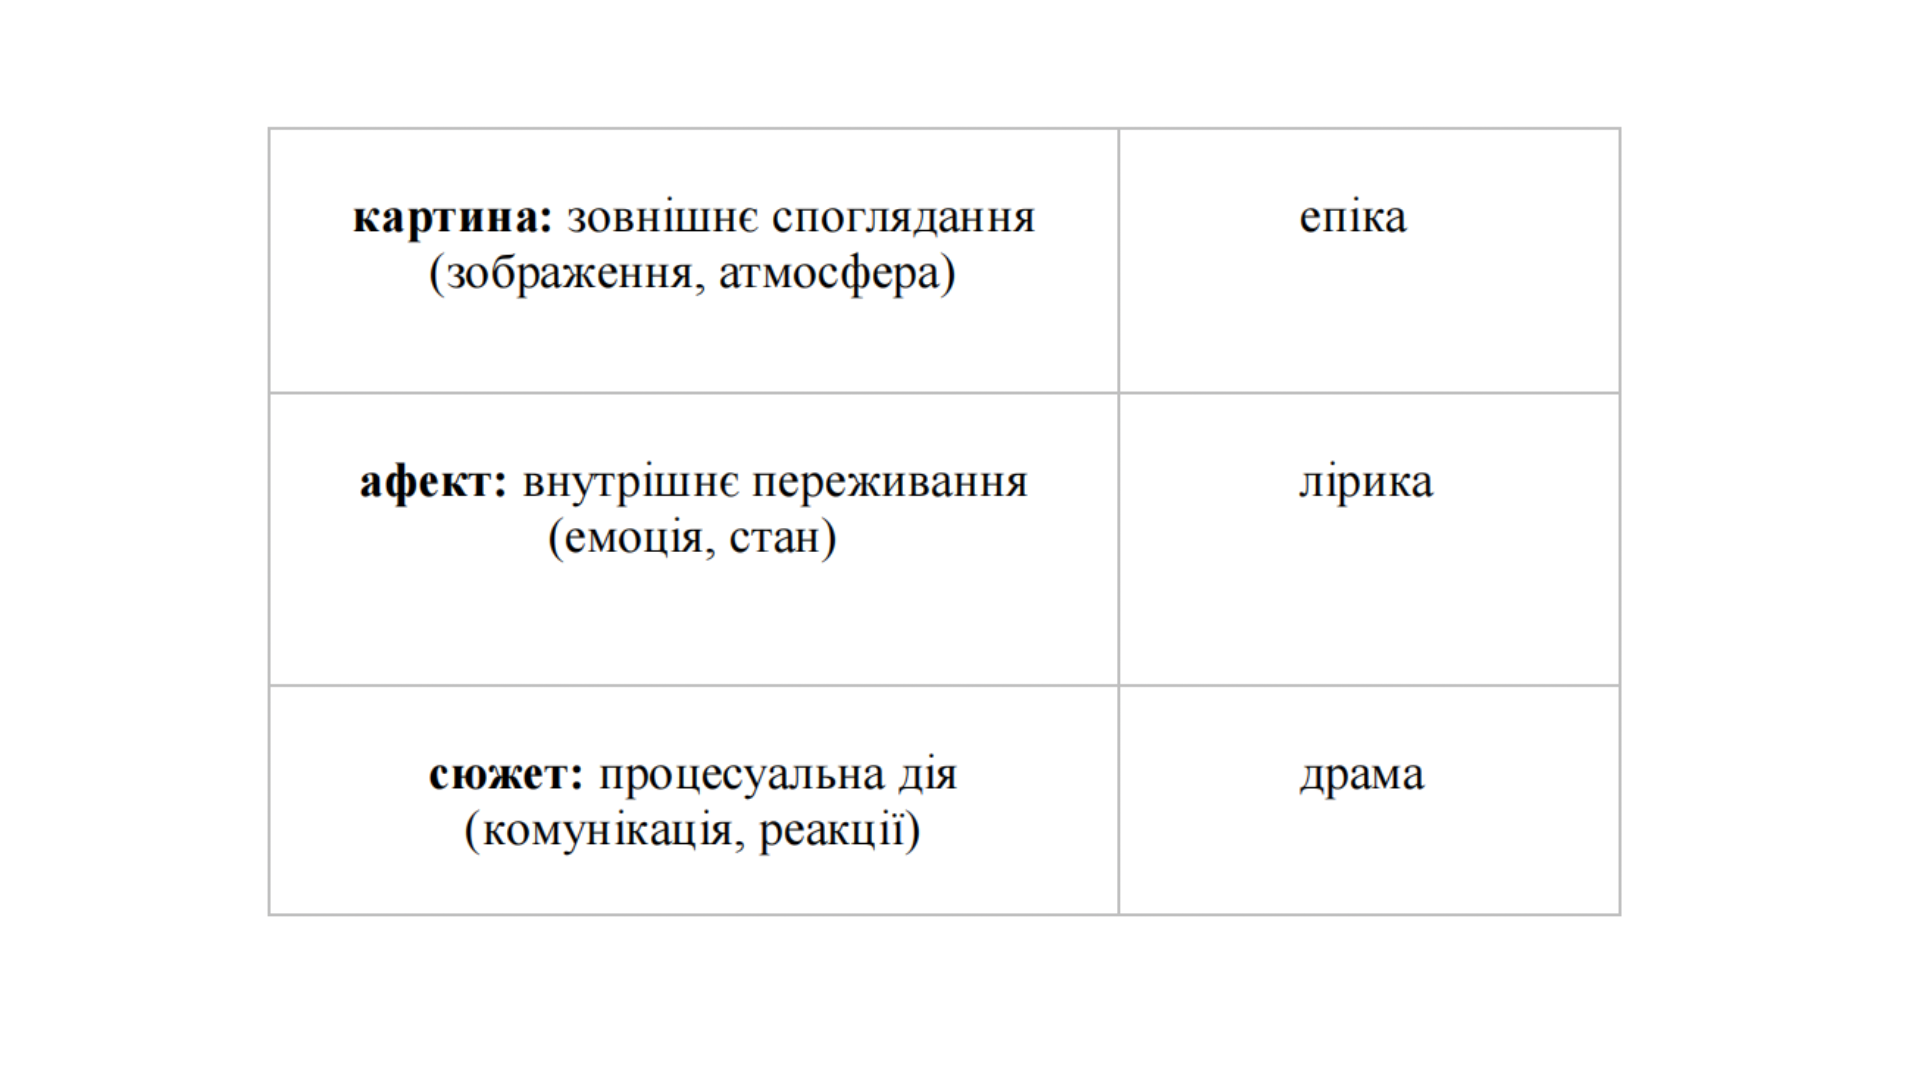 картина: зовнішнє споглядання
(зображення, атмосфера)
епіка
афект: внутрішнє переживання
(емоція, стан)
лірика
сюжет: процесуальна дія
(комунікація, реакції)
драма